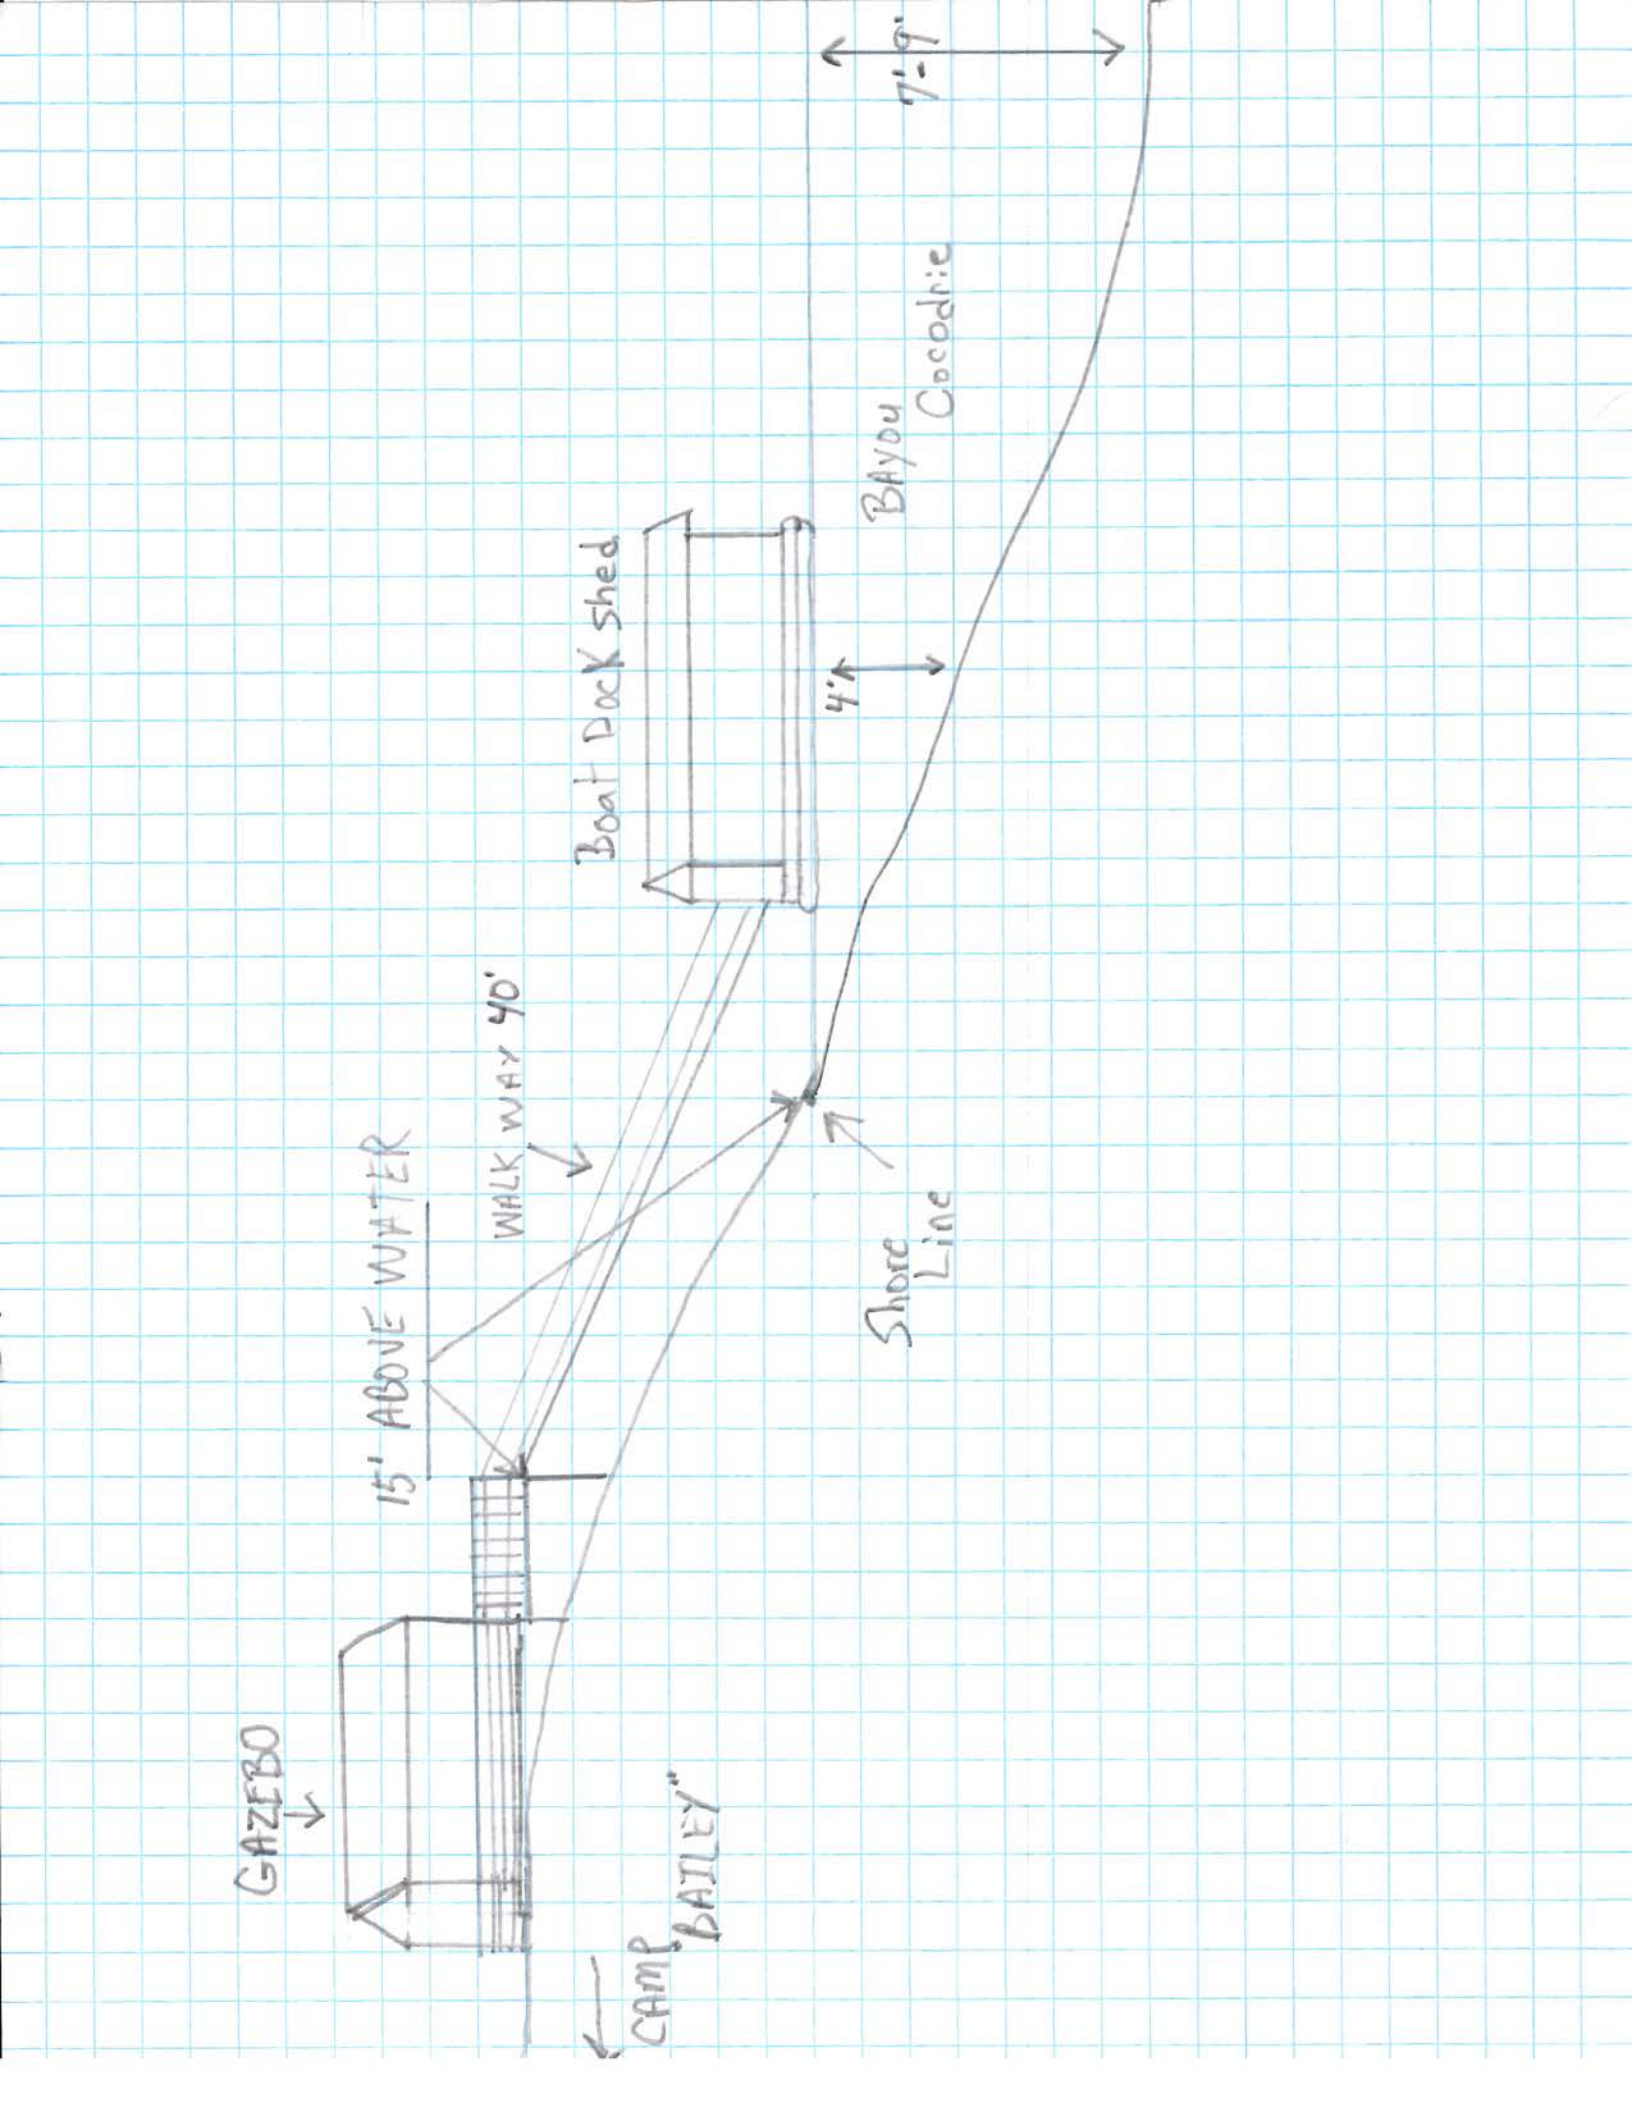 GAZEBO
15' ABOVE WATER
WALK WAY 40'
Boat Dock shed
CAMP
"BAILEY"
Shore
Line
4'
BAyou
Cocodrie
7'-9'